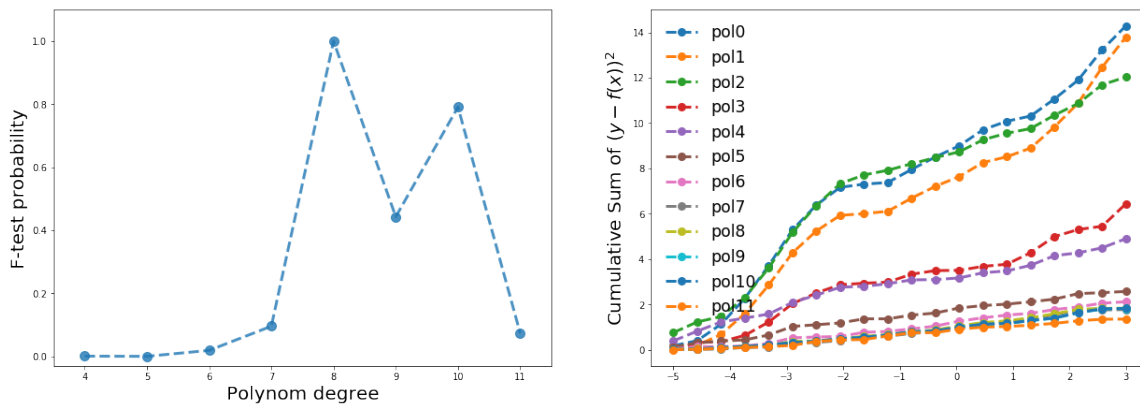 F-test probability
1.0
0.8
0.6
0.4
0.2
0.0
4 5 6 7 8 9 10 11
Polynom degree
Cumulative Sum of (y − f(x))²
14
12
10
8
6
4
2
0
pol0
pol1
pol2
pol3
pol4
pol5
pol6
pol7
pol8
pol9
pol10
pol11
−5 −4 −3 −2 −1 0 1 2 3